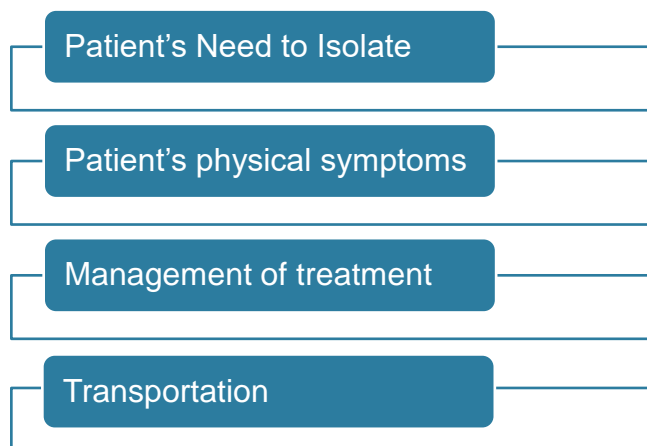 Patient’s Need to Isolate
Patient’s physical symptoms
Management of treatment
Transportation